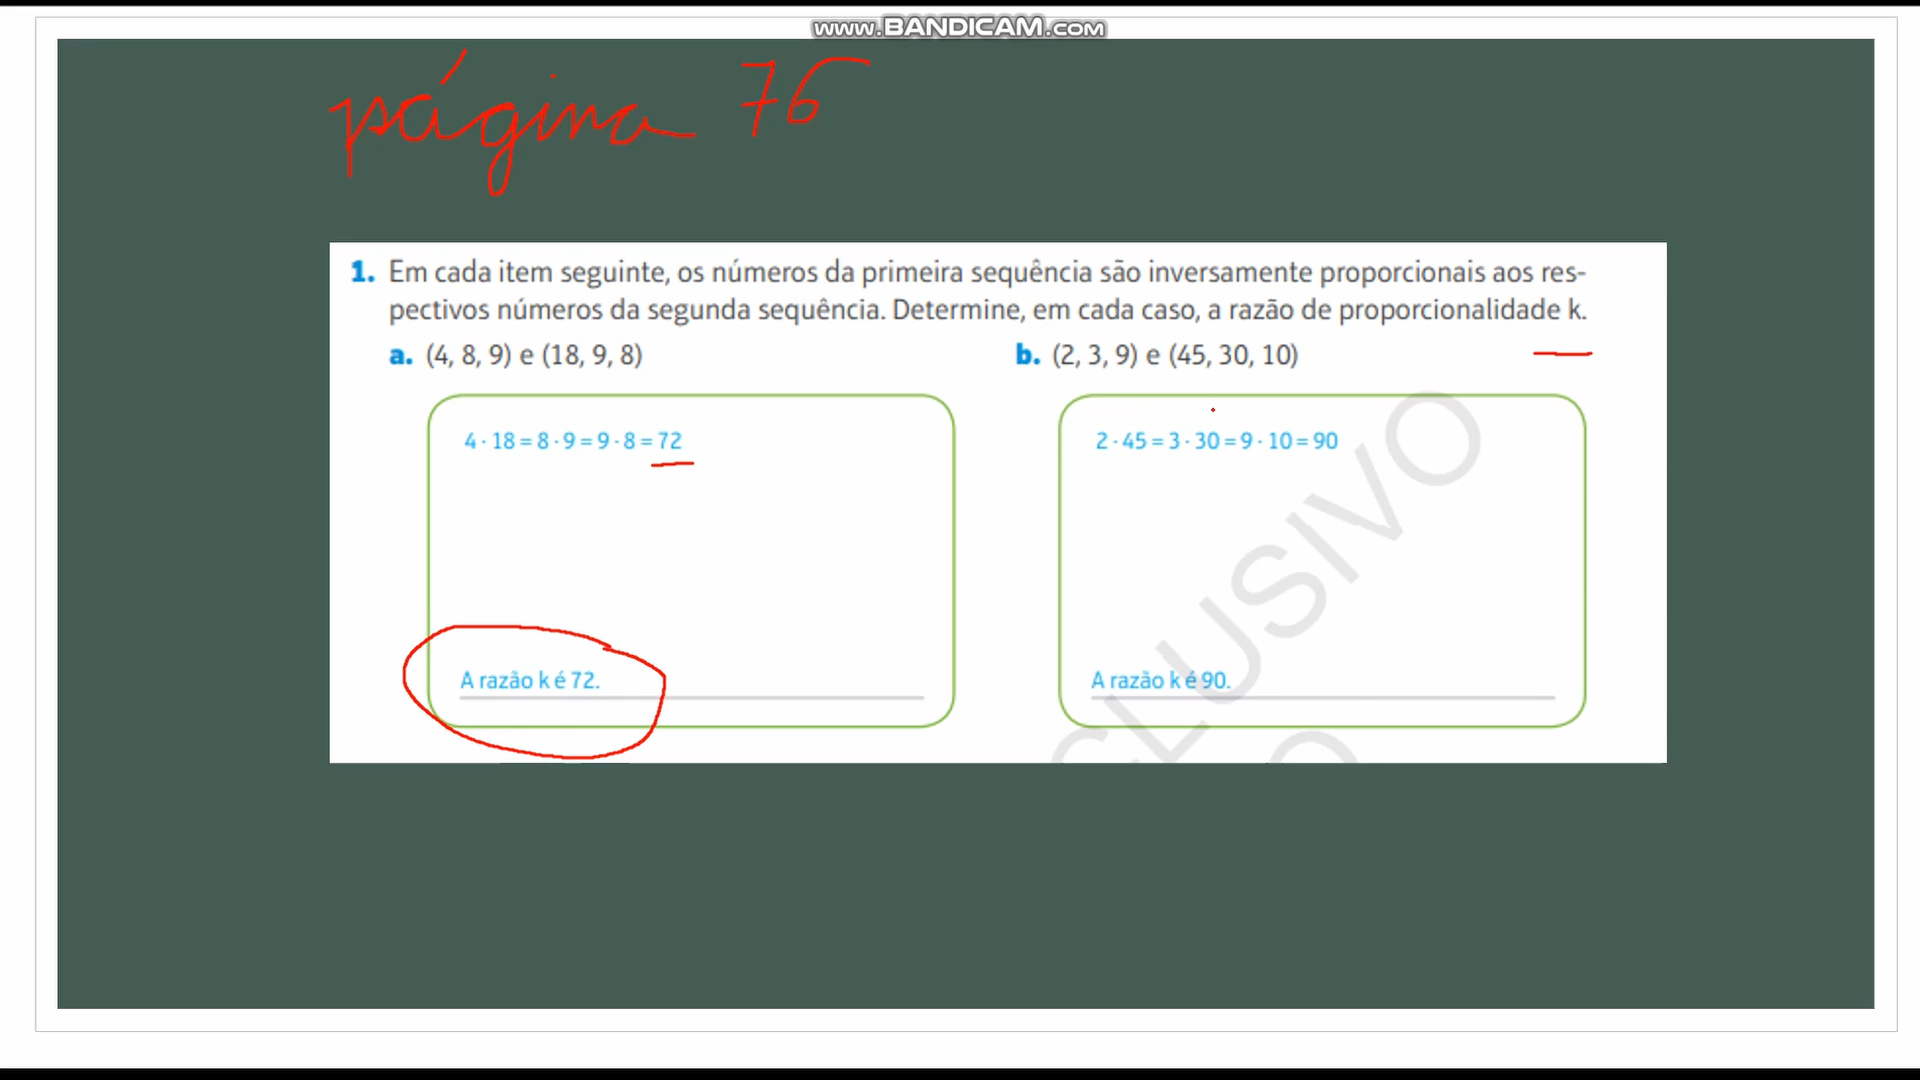 www.BANDICAM.com
página 76
1. Em cada item seguinte, os números da primeira sequência são inversamente proporcionais aos res-
pectivos números da segunda sequência. Determine, em cada caso, a razão de proporcionalidade k.
a. (4, 8, 9) e (18, 9, 8)
4 · 18 = 8 · 9 = 9 · 8 = 72
A razão k é 72.
b. (2, 3, 9) e (45, 30, 10)
2 · 45 = 3 · 30 = 9 · 10 = 90
A razão k é 90.
CLUSIVO